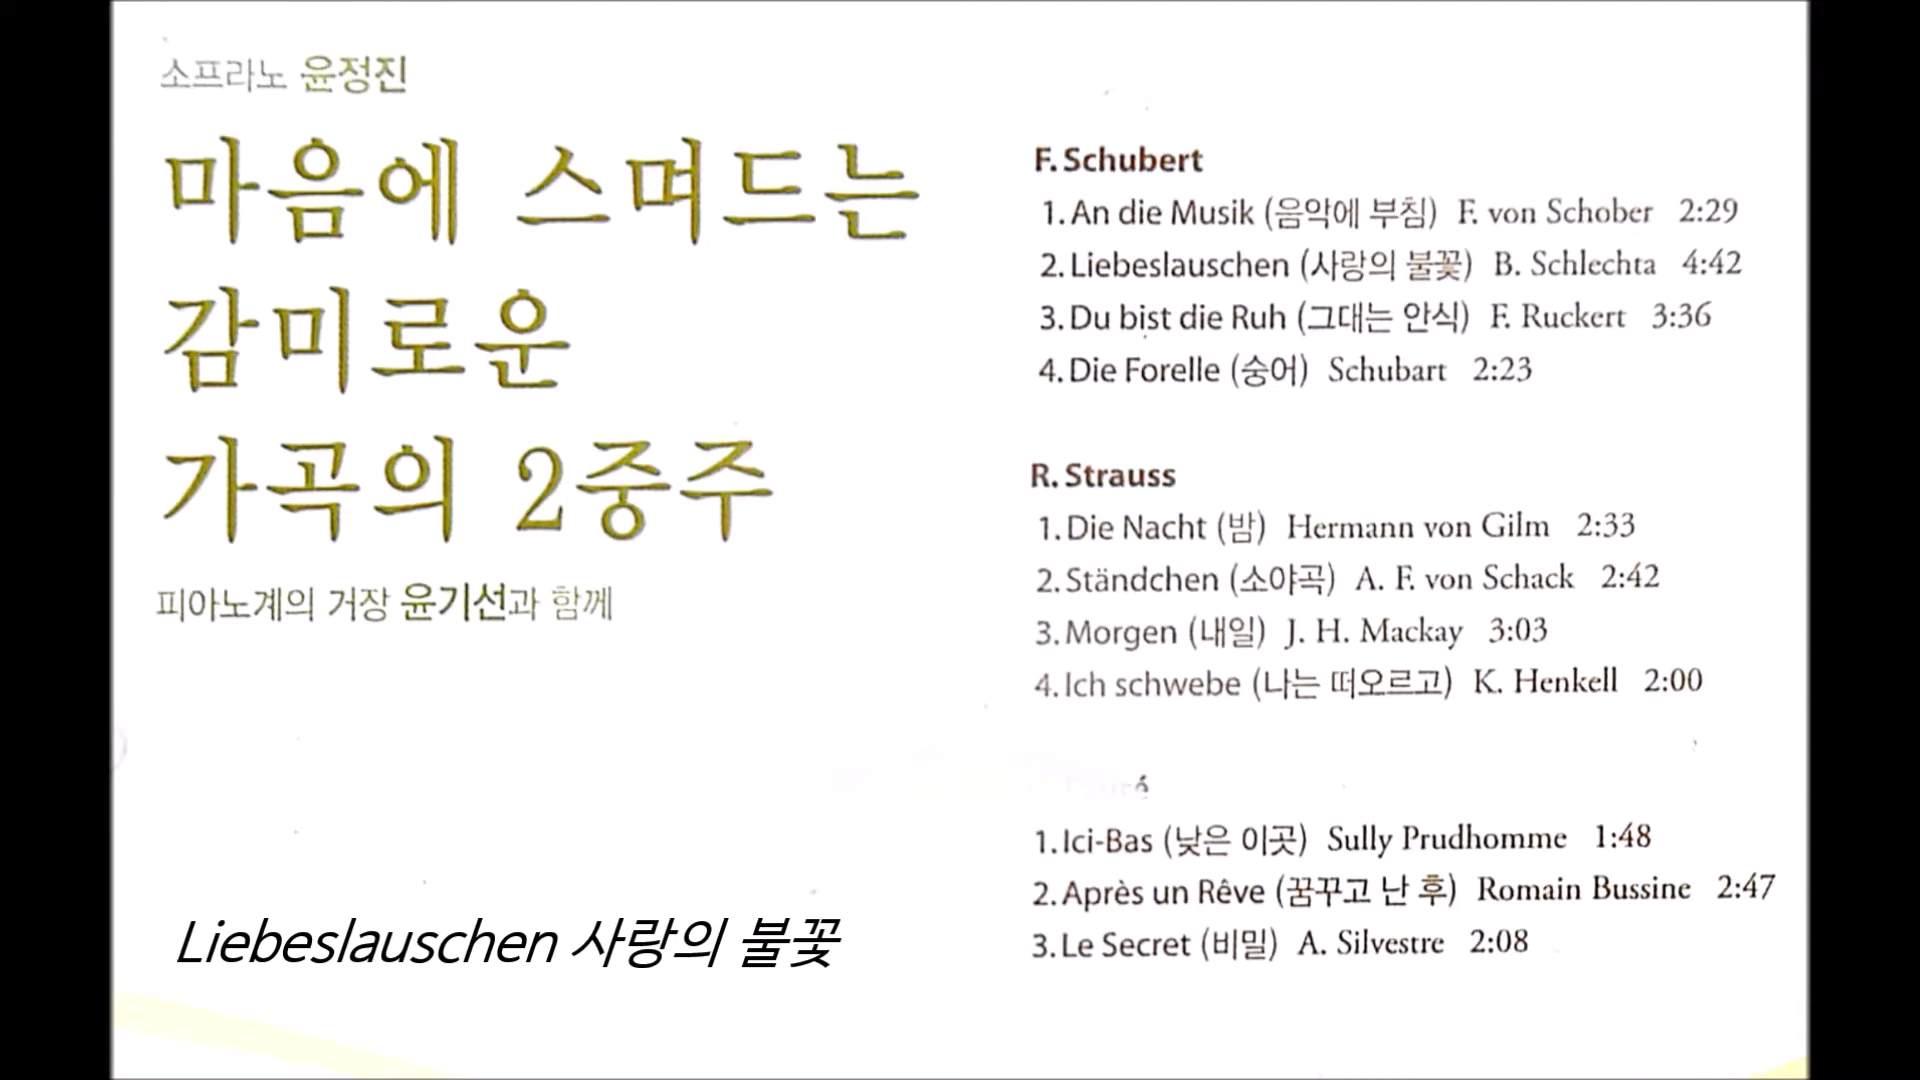 소프라노 윤정진
마음에 스며드는
감미로운
가곡의 2중주
피아노계의 거장 윤기선과 함께
Liebeslauschen 사랑의 불꽃
F. Schubert
1. An die Musik (음악에 부침) F. von Schober 2:29
2. Liebeslauschen (사랑의 불꽃) B. Schlechta 4:42
3. Du bist die Ruh (그대는 안식) F. Ruckert 3:36
4. Die Forelle (숭어) Schubart 2:23
R. Strauss
1. Die Nacht (밤) Hermann von Gilm 2:33
2. Ständchen (소야곡) A. F. von Schack 2:42
3. Morgen (내일) J. H. Mackay 3:03
4. Ich schwebe (나는 떠오르고) K. Henkell 2:00
1. Ici-Bas (낮은 이곳) Sully Prudhomme 1:48
2. Après un Rêve (꿈꾸고 난 후) Romain Bussine 2:47
3. Le Secret (비밀) A. Silvestre 2:08